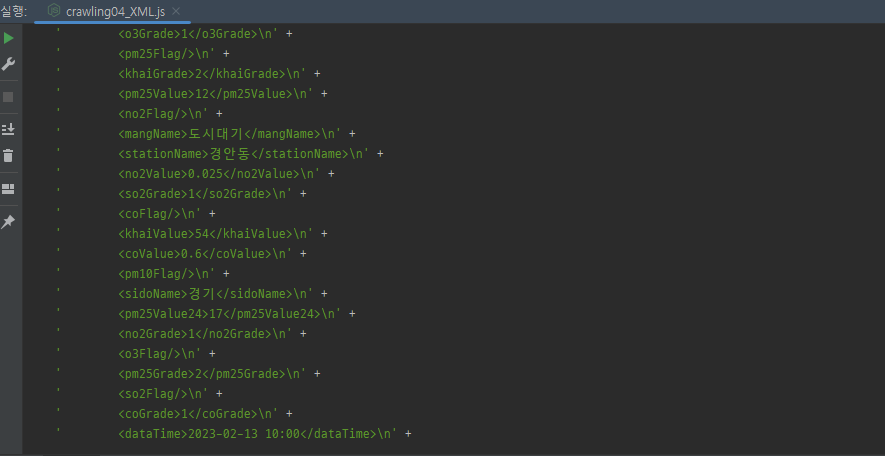 실행: crawling04_XML.js ×
' <o3Grade>1</o3Grade>\n' +
' <pm25Flag/>\n' +
' <khaiGrade>2</khaiGrade>\n' +
' <pm25Value>12</pm25Value>\n' +
' <no2Flag/>\n' +
' <mangName>도시대기</mangName>\n' +
' <stationName>경안동</stationName>\n' +
' <no2Value>0.025</no2Value>\n' +
' <so2Grade>1</so2Grade>\n' +
' <coFlag/>\n' +
' <khaiValue>54</khaiValue>\n' +
' <coValue>0.6</coValue>\n' +
' <pm10Flag/>\n' +
' <sidoName>경기</sidoName>\n' +
' <pm25Value24>17</pm25Value24>\n' +
' <no2Grade>1</no2Grade>\n' +
' <o3Flag/>\n' +
' <pm25Grade>2</pm25Grade>\n' +
' <so2Flag/>\n' +
' <coGrade>1</coGrade>\n' +
' <dataTime>2023-02-13 10:00</dataTime>\n' +